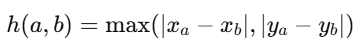 h(a, b) = max(|x_a − x_b|, |y_a − y_b|)